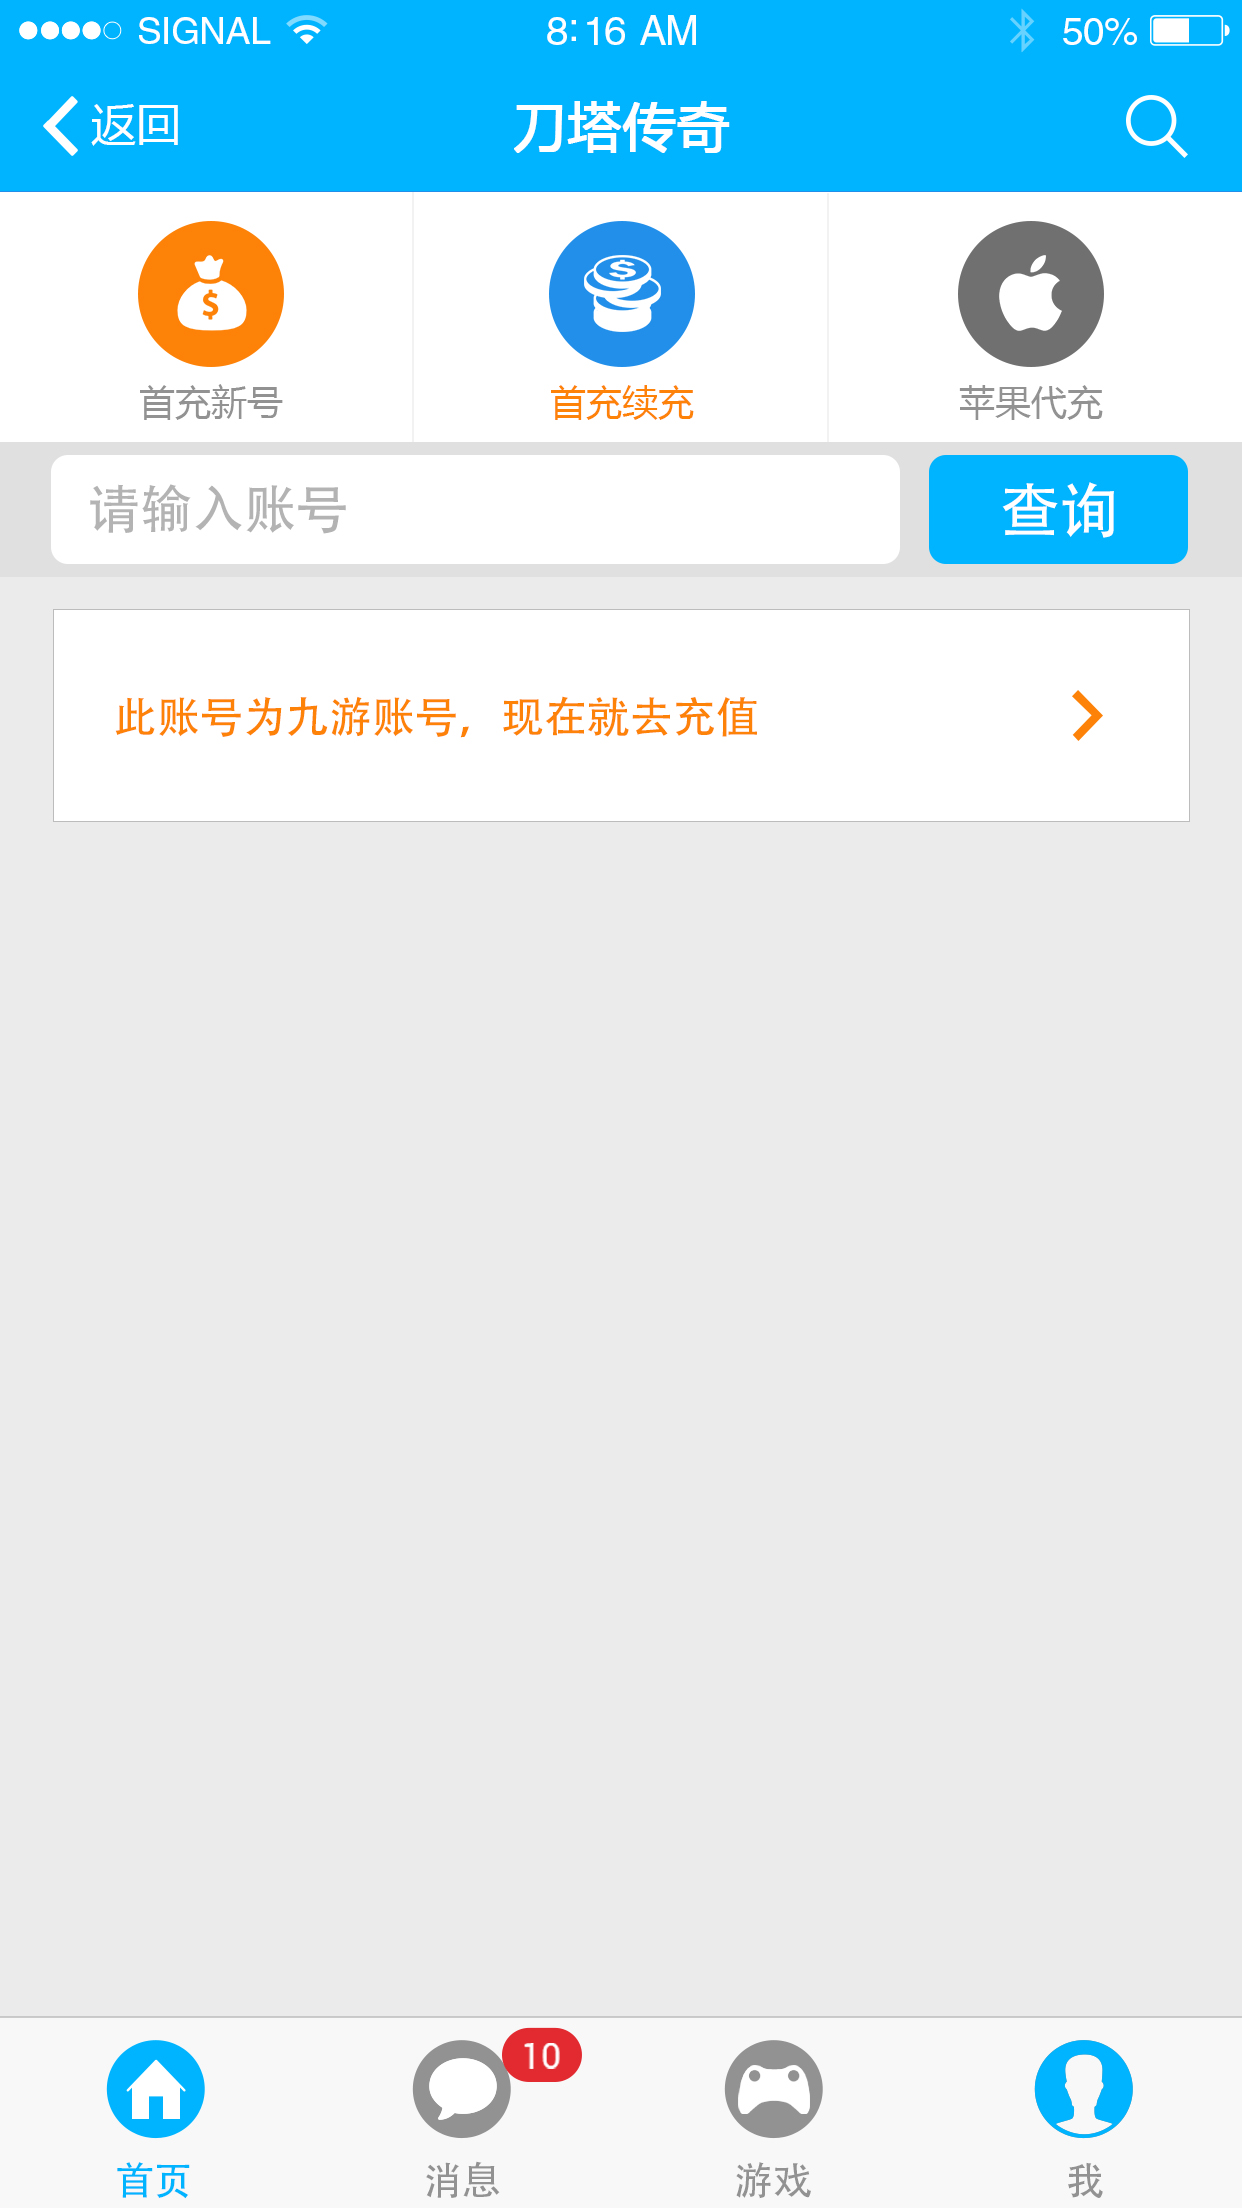 SIGNAL 8:16 AM 50%
返回 刀塔传奇
首充新号 首充续充 苹果代充
请输入账号 查询
此账号为九游账号，现在就去充值
10
首页 消息 游戏 我